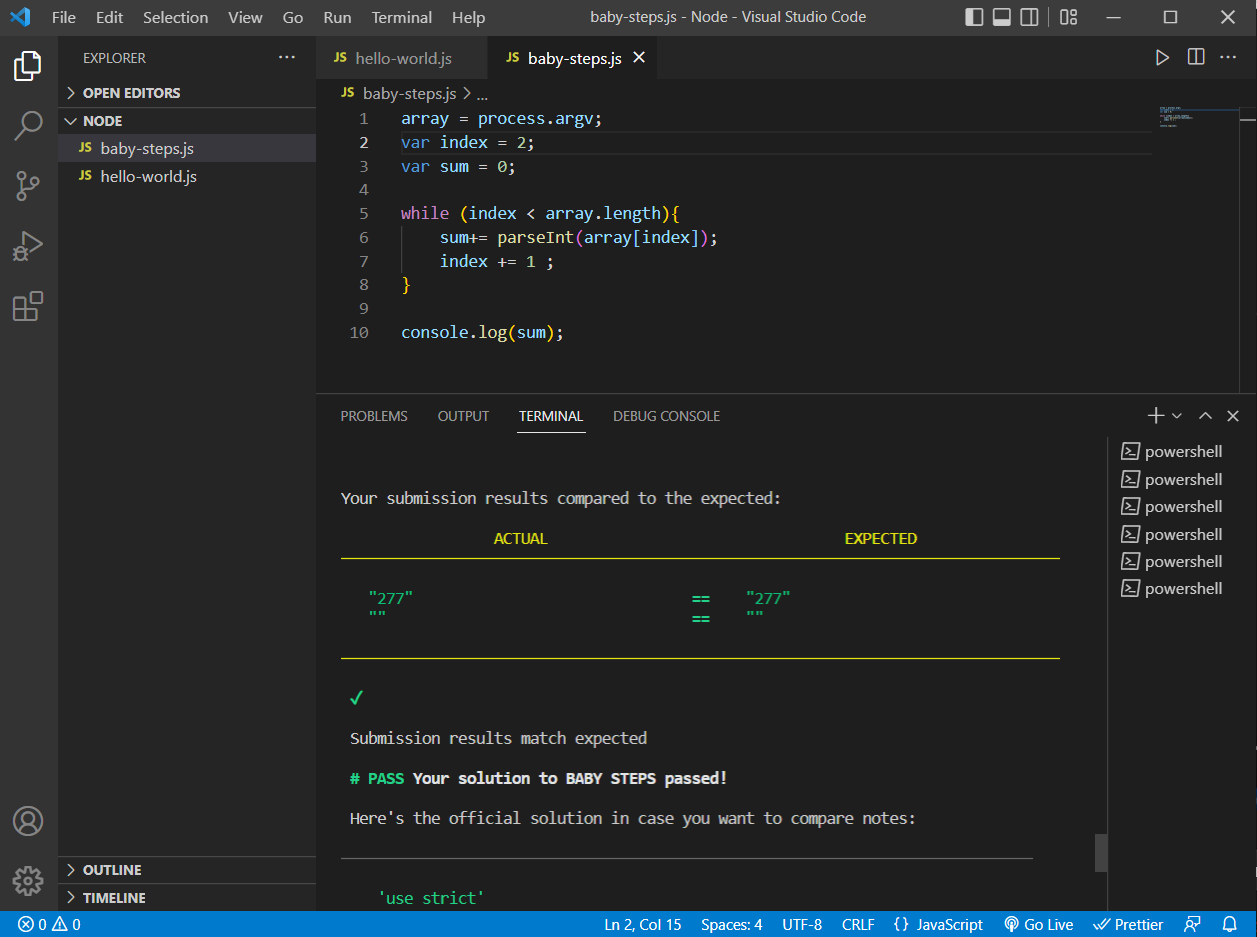 File Edit Selection View Go Run Terminal Help baby-steps.js - Node - Visual Studio Code
EXPLORER
OPEN EDITORS
NODE
JS baby-steps.js
JS hello-world.js
OUTLINE
TIMELINE
JS hello-world.js JS baby-steps.js
JS baby-steps.js > ...
1 array = process.argv;
2 var index = 2;
3 var sum = 0;
4
5 while (index < array.length){
6 sum+= parseInt(array[index]);
7 index += 1 ;
8 }
9
10 console.log(sum);
PROBLEMS OUTPUT TERMINAL DEBUG CONSOLE
Your submission results compared to the expected:
ACTUAL EXPECTED
"277" == "277"
"" == ""
✓
Submission results match expected
# PASS Your solution to BABY STEPS passed!
Here's the official solution in case you want to compare notes:
'use strict'
powershell
powershell
powershell
powershell
powershell
powershell
0 0 Ln 2, Col 15 Spaces: 4 UTF-8 CRLF {} JavaScript Go Live Prettier